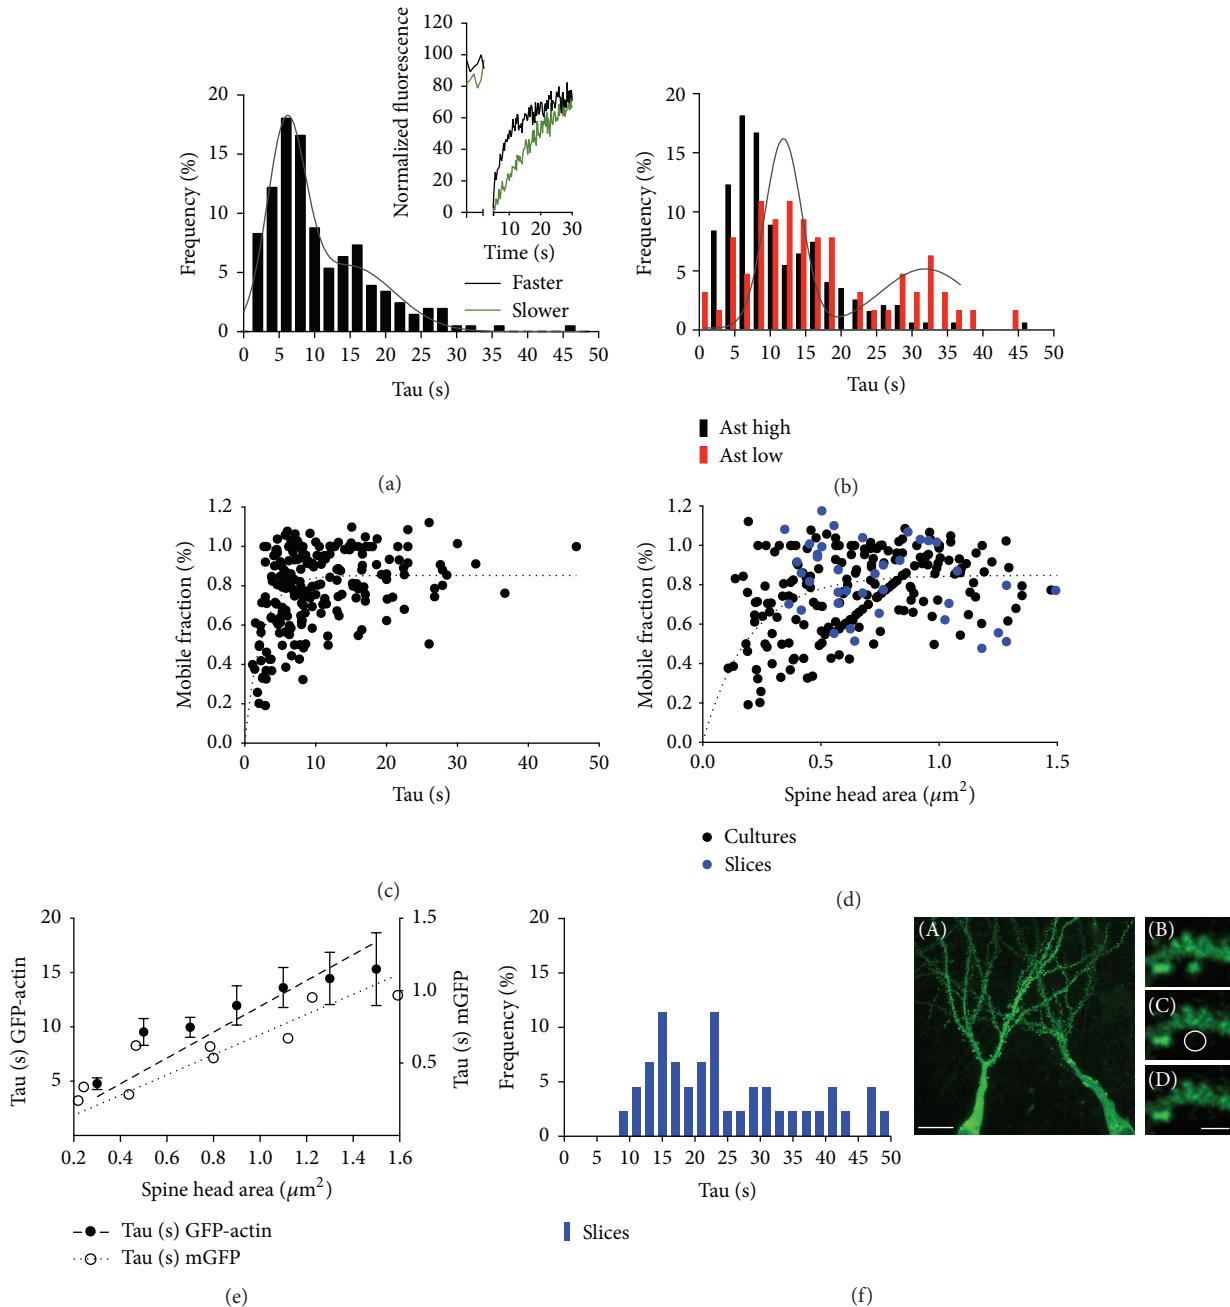 120
100
80
60
40
20
0
Normalized fluorescence
10 20 30
Time (s)
Faster
Slower
20
15
10
5
0
Frequency (%)
0 5 10 15 20 25 30 35 40 45 50
Tau (s)
(a)
20
15
10
5
0
Frequency (%)
0 5 10 15 20 25 30 35 40 45 50
Tau (s)
Ast high
Ast low
(b)
1.2
1.0
0.8
0.6
0.4
0.2
0.0
Mobile fraction (%)
0 10 20 30 40 50
Tau (s)
(c)
1.2
1.0
0.8
0.6
0.4
0.2
0.0
Mobile fraction (%)
0.0 0.5 1.0 1.5
Spine head area (μm²)
Cultures
Slices
(d)
20
15
10
5
Tau (s) GFP-actin
1.5
1.0
0.5
Tau (s) mGFP
0.2 0.4 0.6 0.8 1.0 1.2 1.4 1.6
Spine head area (μm²)
Tau (s) GFP-actin
Tau (s) mGFP
(e)
20
15
10
5
0
Frequency (%)
0 5 10 15 20 25 30 35 40 45 50
Tau (s)
Slices
(A)
(B)
(C)
(D)
(f)